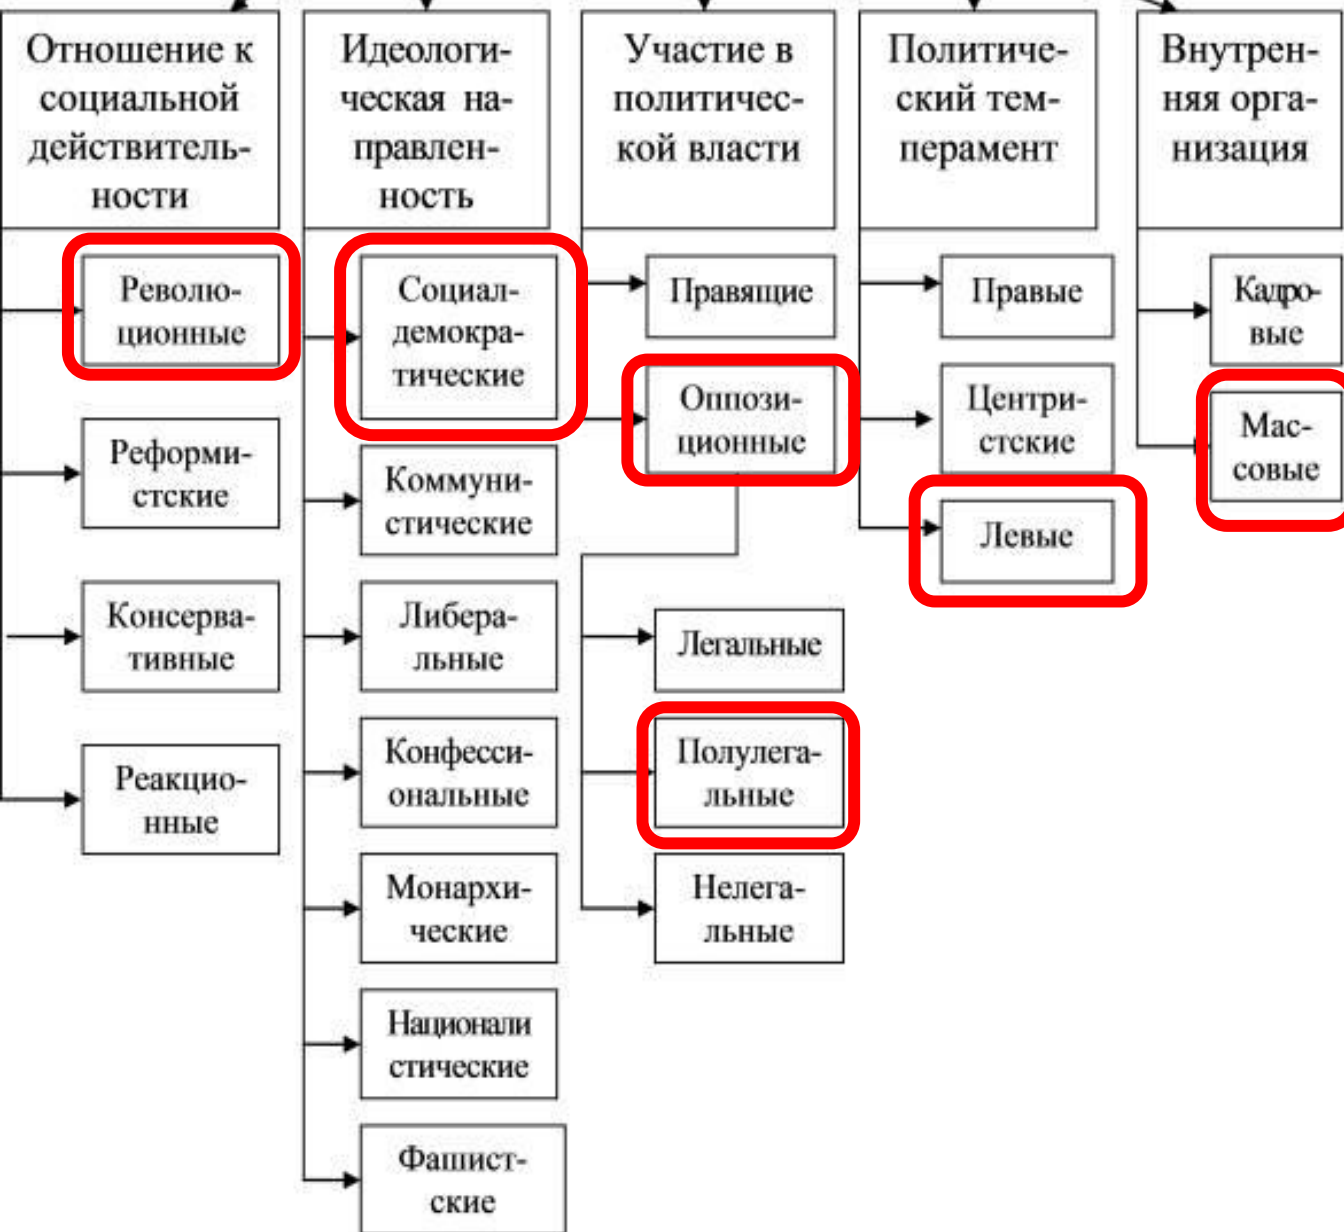 Отношение к
социальной
действитель-
ности
Револю-
ционные
Реформи-
стские
Консерва-
тивные
Реакцио-
нные
Идеологи-
ческая на-
правлен-
ность
Социал-
демокра-
тические
Коммуни-
стические
Либера-
льные
Конфесси-
ональные
Монархи-
ческие
Национали
стические
Фашист-
ские
Участие в
политичес-
кой власти
Правящие
Оппози-
ционные
Легальные
Полулега-
льные
Нелега-
льные
Политиче-
ский тем-
перамент
Правые
Центри-
стские
Левые
Внутрен-
няя орга-
низация
Кадро-
вые
Мас-
совые